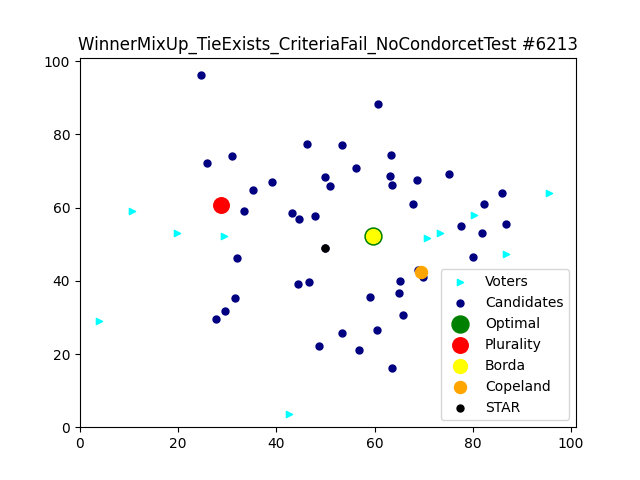 WinnerMixUp_TieExists_CriteriaFail_NoCondorcetTest #6213
100
80
60
40
20
0
0 20 40 60 80 100
Voters
Candidates
Optimal
Plurality
Borda
Copeland
STAR